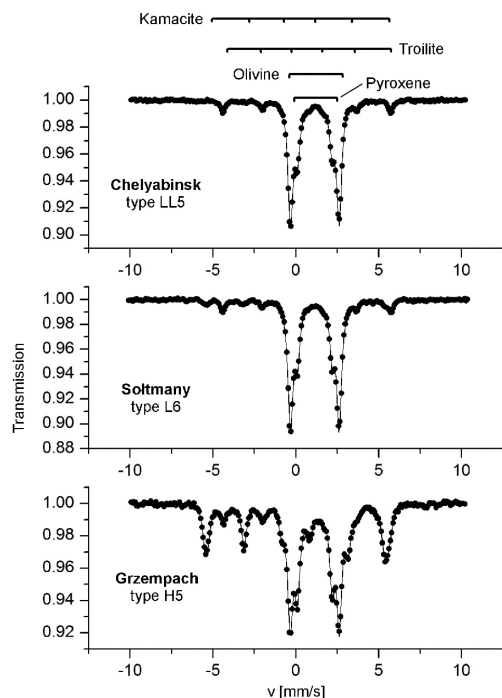 Kamacite
Troilite
Olivine
Pyroxene
1.00
0.98
0.96
0.94
0.92
0.90
Chelyabinsk
type LL5
-10 -5 0 5 10
1.00
0.98
0.96
0.94
0.92
0.90
0.88
Sołtmany
type L6
-10 -5 0 5 10
Transmission
1.00
0.98
0.96
0.94
0.92
Grzempach
type H5
-10 -5 0 5 10
v [mm/s]